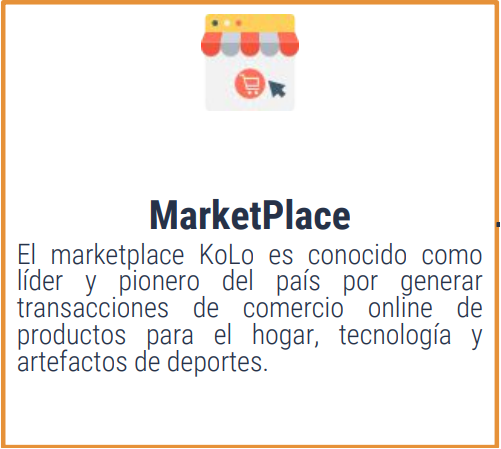 MarketPlace
El marketplace KoLo es conocido como
líder y pionero del país por generar
transacciones de comercio online de
productos para el hogar, tecnología y
artefactos de deportes.